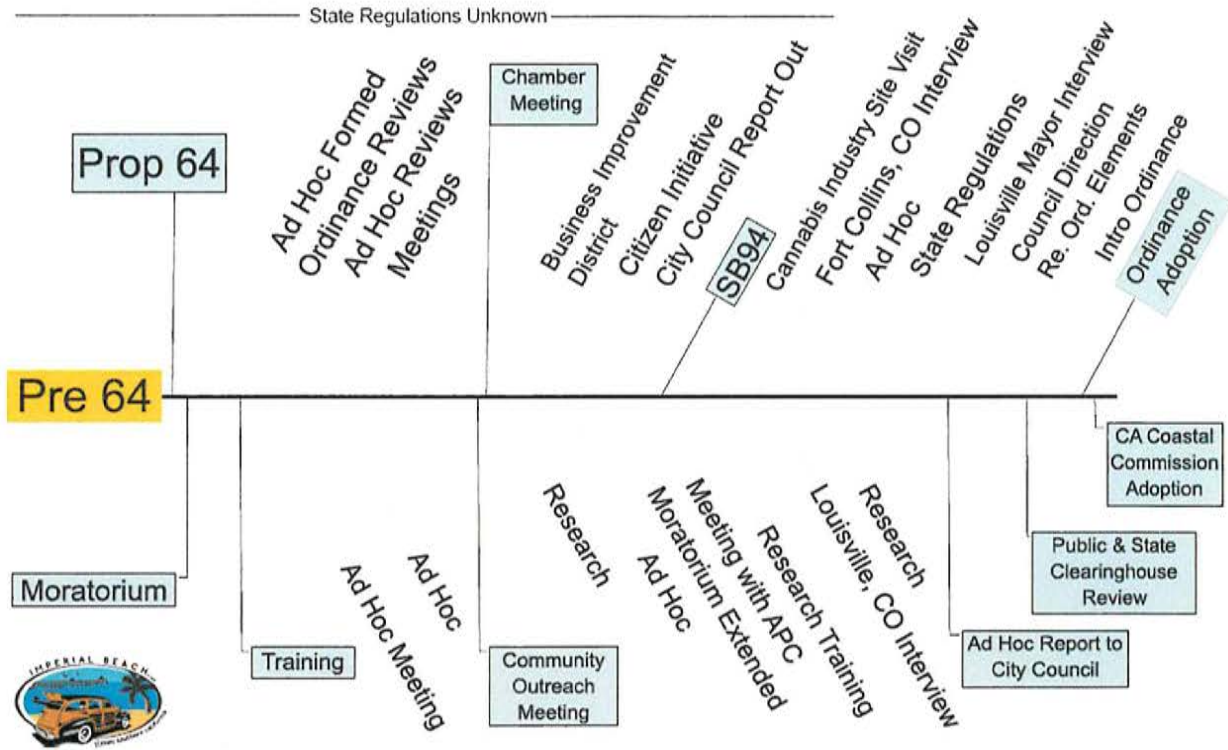 State Regulations Unknown
Prop 64
Ad Hoc Formed
Ordinance Reviews
Ad Hoc Reviews
Meetings
Chamber
Meeting
Business Improvement
District
Citizen Initiative
City Council Report Out
SB94
Cannabis Industry Site Visit
Fort Collins, CO Interview
Ad Hoc
State Regulations
Louisville Mayor Interview
Council Direction
Re. Ord. Elements
Intro Ordinance
Ordinance
Adoption
Pre 64
Moratorium
Training
Ad Hoc Meeting
Ad Hoc
Community
Outreach
Meeting
Research
Ad Hoc
Moratorium Extended
Meeting with APC
Research Training
Louisville, CO Interview
Research
Ad Hoc Report to
City Council
Public & State
Clearinghouse
Review
CA Coastal
Commission
Adoption
IMPERIAL BEACH